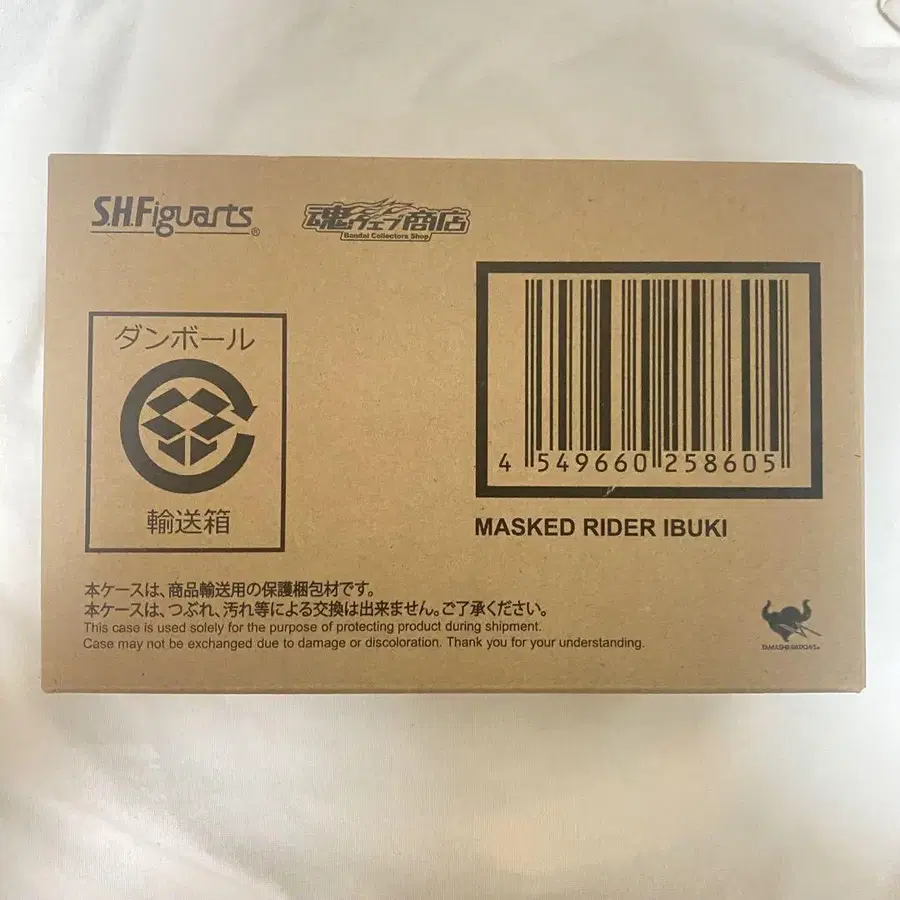 S.H.Figuarts®
魂ウェブ商店
Bandai Collectors Shop
ダンボール
輸送箱
4 549660 258605
MASKED RIDER IBUKI
本ケースは、商品輸送用の保護梱包材です。
本ケースは、つぶれ、汚れ等による交換は出来ません。ご了承ください。
This case is used solely for the purpose of protecting product during shipment.
Case may not be exchanged due to damage or discoloration. Thank you for your understanding.
TAMASHII NATIONS